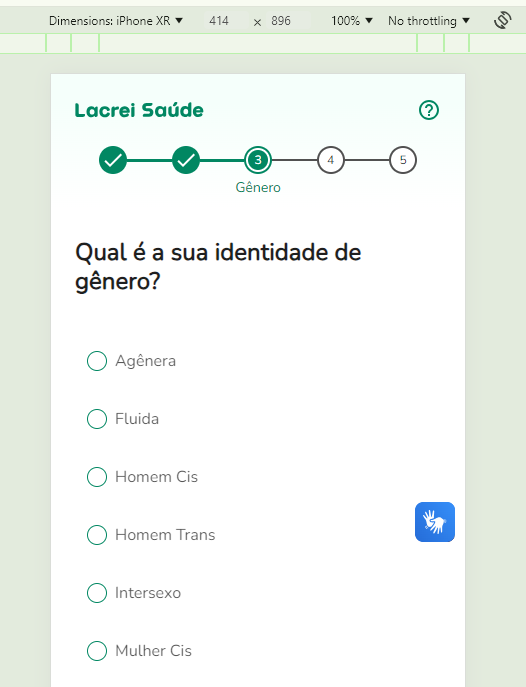 Dimensions: iPhone XR ▼ 414 × 896 100% ▼ No throttling ▼
Lacrei Saúde ?
3 4 5
Gênero
Qual é a sua identidade de
gênero?
Agênera
Fluida
Homem Cis
Homem Trans
Intersexo
Mulher Cis